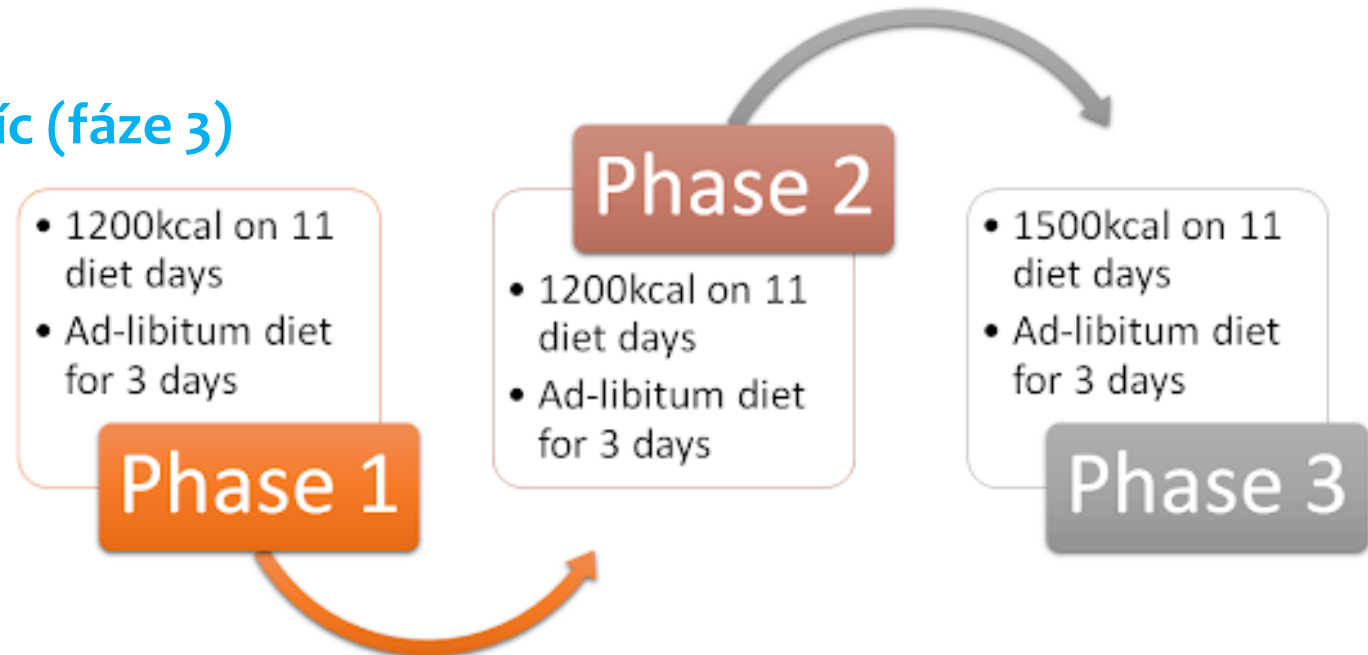 íc (fáze 3)
• 1200kcal on 11
diet days
• Ad-libitum diet
for 3 days
Phase 1
Phase 2
• 1200kcal on 11
diet days
• Ad-libitum diet
for 3 days
• 1500kcal on 11
diet days
• Ad-libitum diet
for 3 days
Phase 3